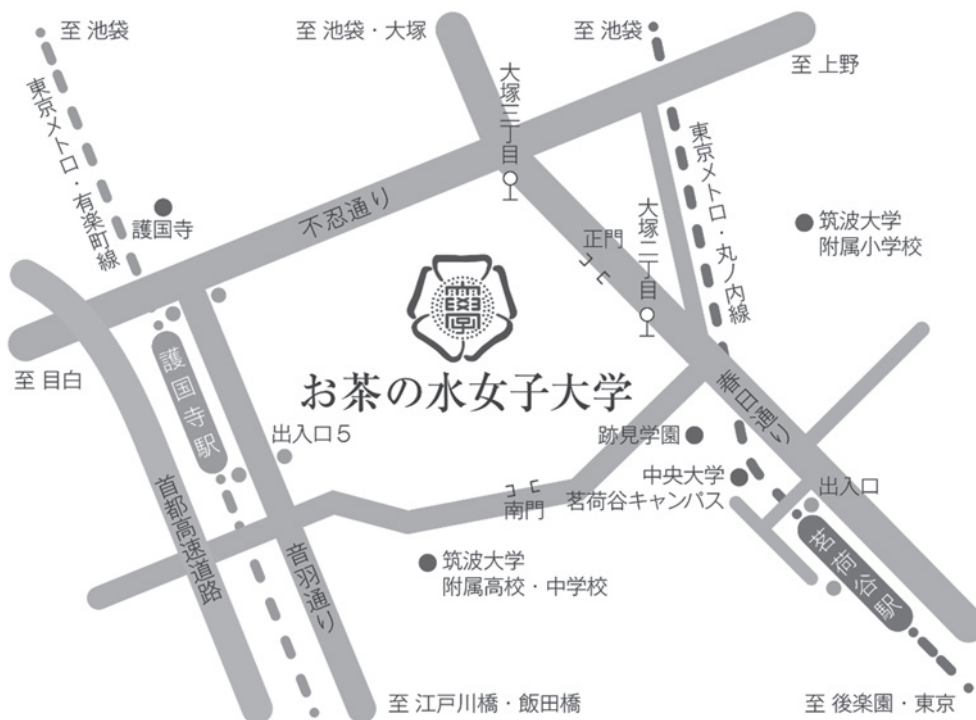 至 池袋
至 池袋・大塚
至 池袋
至 上野
大塚三丁目
東京メトロ・有楽町線
護国寺
不忍通り
正門
大塚二丁目
東京メトロ・丸ノ内線
筑波大学
附属小学校
至 目白
護国寺駅
お茶の水女子大学
出入口5
跡見学園
春日通り
中央大学
茗荷谷キャンパス
出入口
首都高速道路
南門
音羽通り
筑波大学
附属高校・中学校
茗荷谷駅
至 江戸川橋・飯田橋
至 後楽園・東京